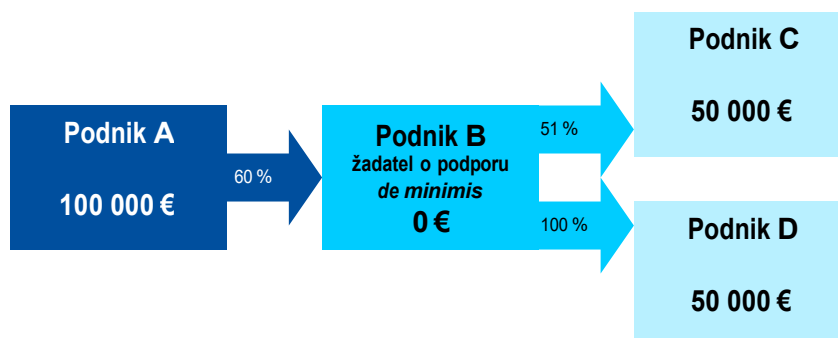 Podnik A
100 000 €
60 %
Podnik B
žadatel o podporu
de minimis
0 €
51 %
100 %
Podnik C
50 000 €
Podnik D
50 000 €